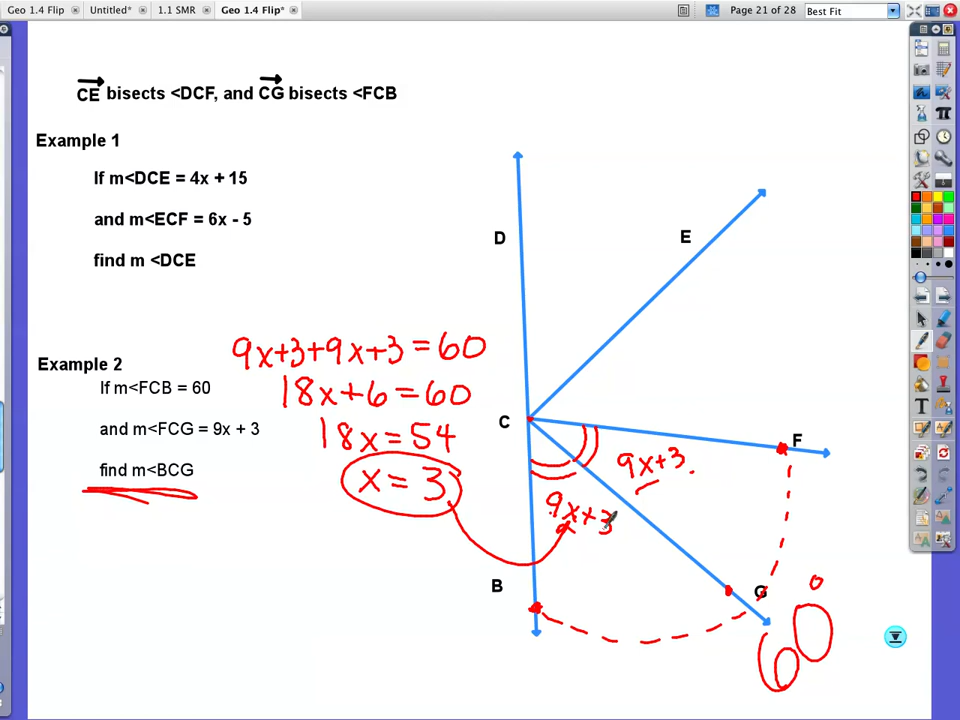 Geo 1.4 Flip Untitled* 1.1 SMR Geo 1.4 Flip* Page 21 of 28 Best Fit
CE bisects <DCF, and CG bisects <FCB
Example 1
If m<DCE = 4x + 15
and m<ECF = 6x - 5
find m <DCE
Example 2
If m<FCB = 60
and m<FCG = 9x + 3
find m<BCG
9x+3+9x+3=60
18x+6=60
18x=54
x=3
D
E
C
F
9x+3.
9x+3
B
G
60°